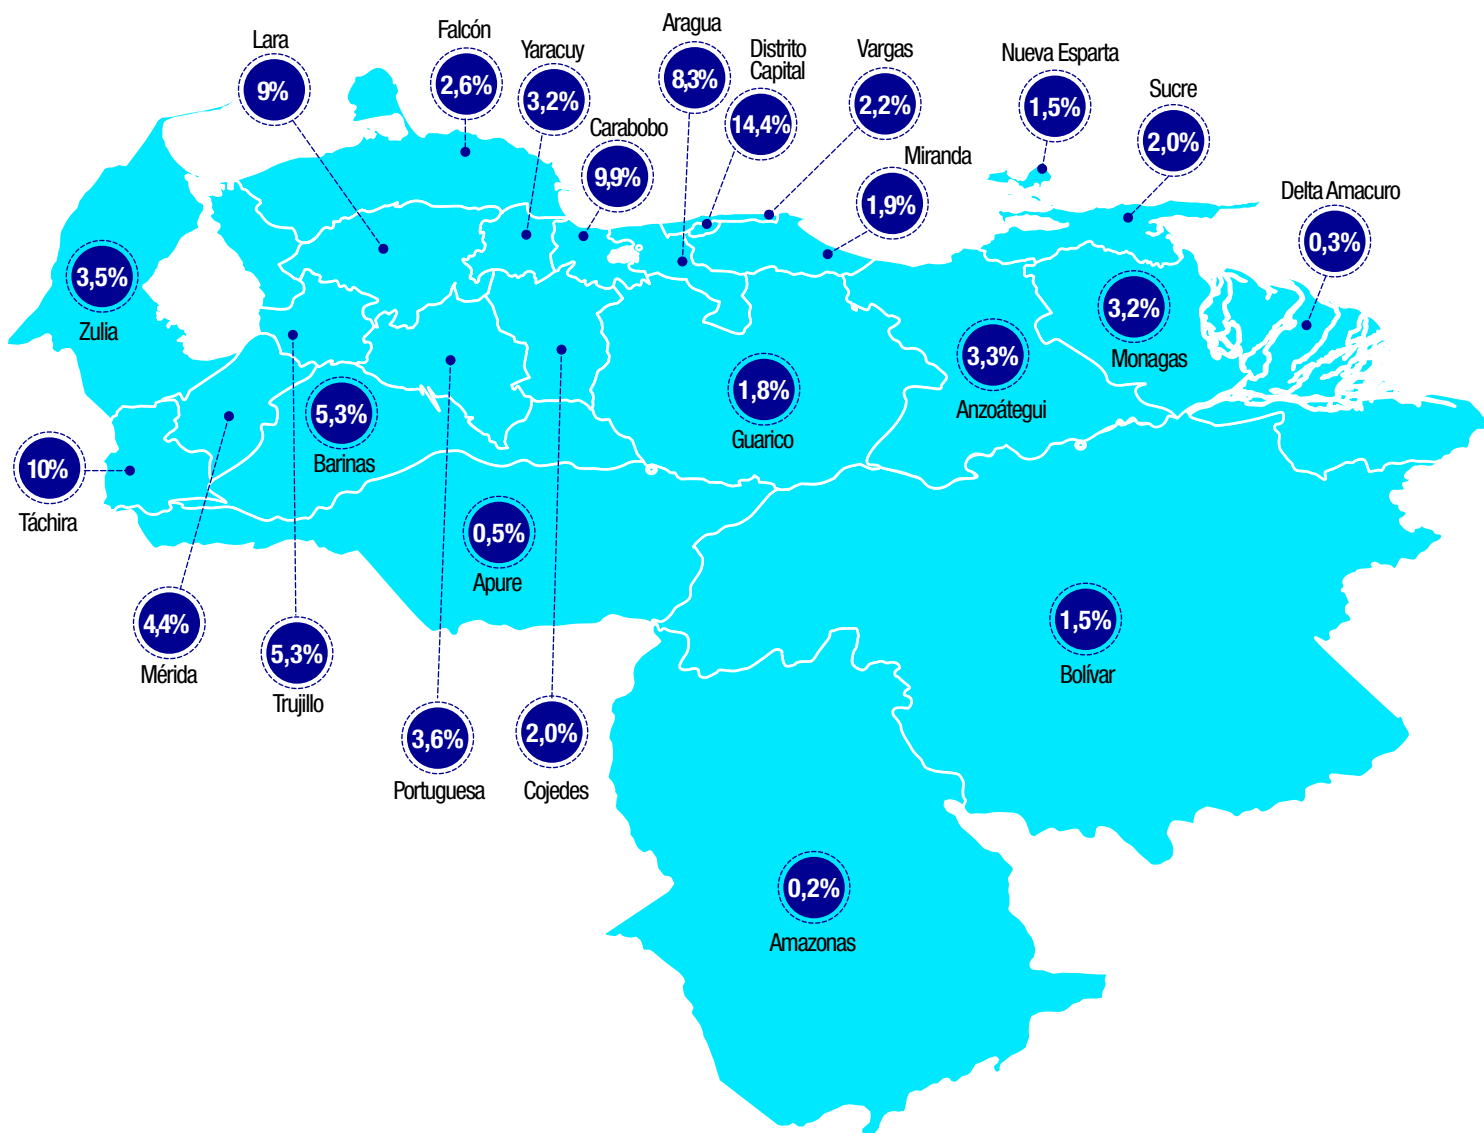 Lara
9%
Falcón
2,6%
Yaracuy
3,2%
Carabobo
9,9%
Aragua
8,3%
Distrito
Capital
14,4%
Vargas
2,2%
Miranda
1,9%
Nueva Esparta
1,5%
Sucre
2,0%
Delta Amacuro
0,3%
3,5%
Zulia
3,2%
Monagas
3,3%
Anzoátegui
1,8%
Guarico
5,3%
Barinas
10%
Táchira
0,5%
Apure
4,4%
Mérida
5,3%
Trujillo
3,6%
Portuguesa
2,0%
Cojedes
1,5%
Bolívar
0,2%
Amazonas